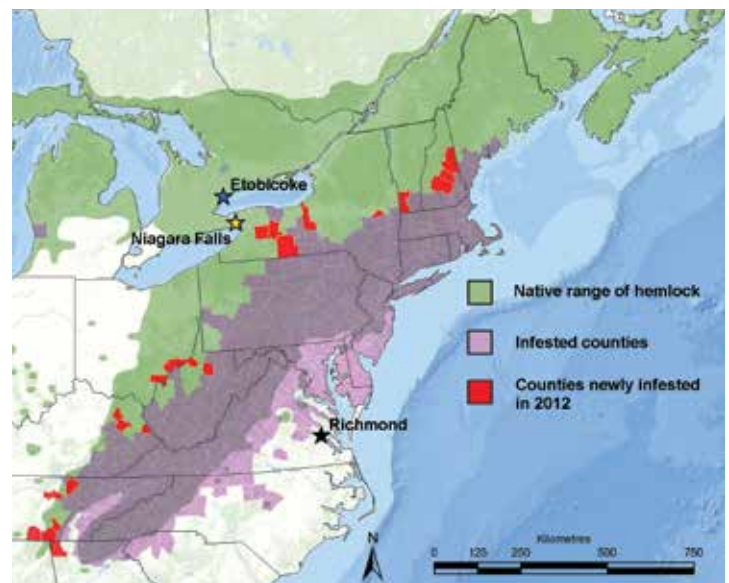 Etobicoke
Niagara Falls
Native range of hemlock
Infested counties
Counties newly infested
in 2012
Richmond
N
Kilometres
0 125 250 500 750